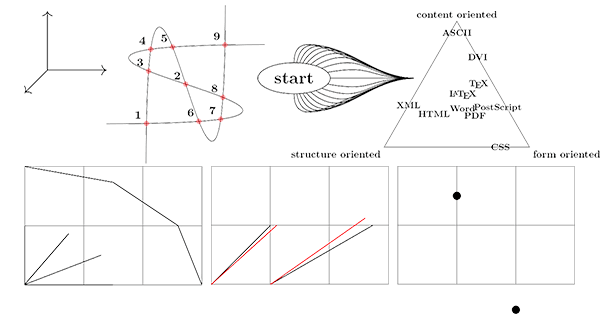 1
2
3
4
5
6
7
8
9
start
content oriented
ASCII
DVI
TEX
LATEX
XML
HTML
Word
PostScript
PDF
CSS
structure oriented
form oriented